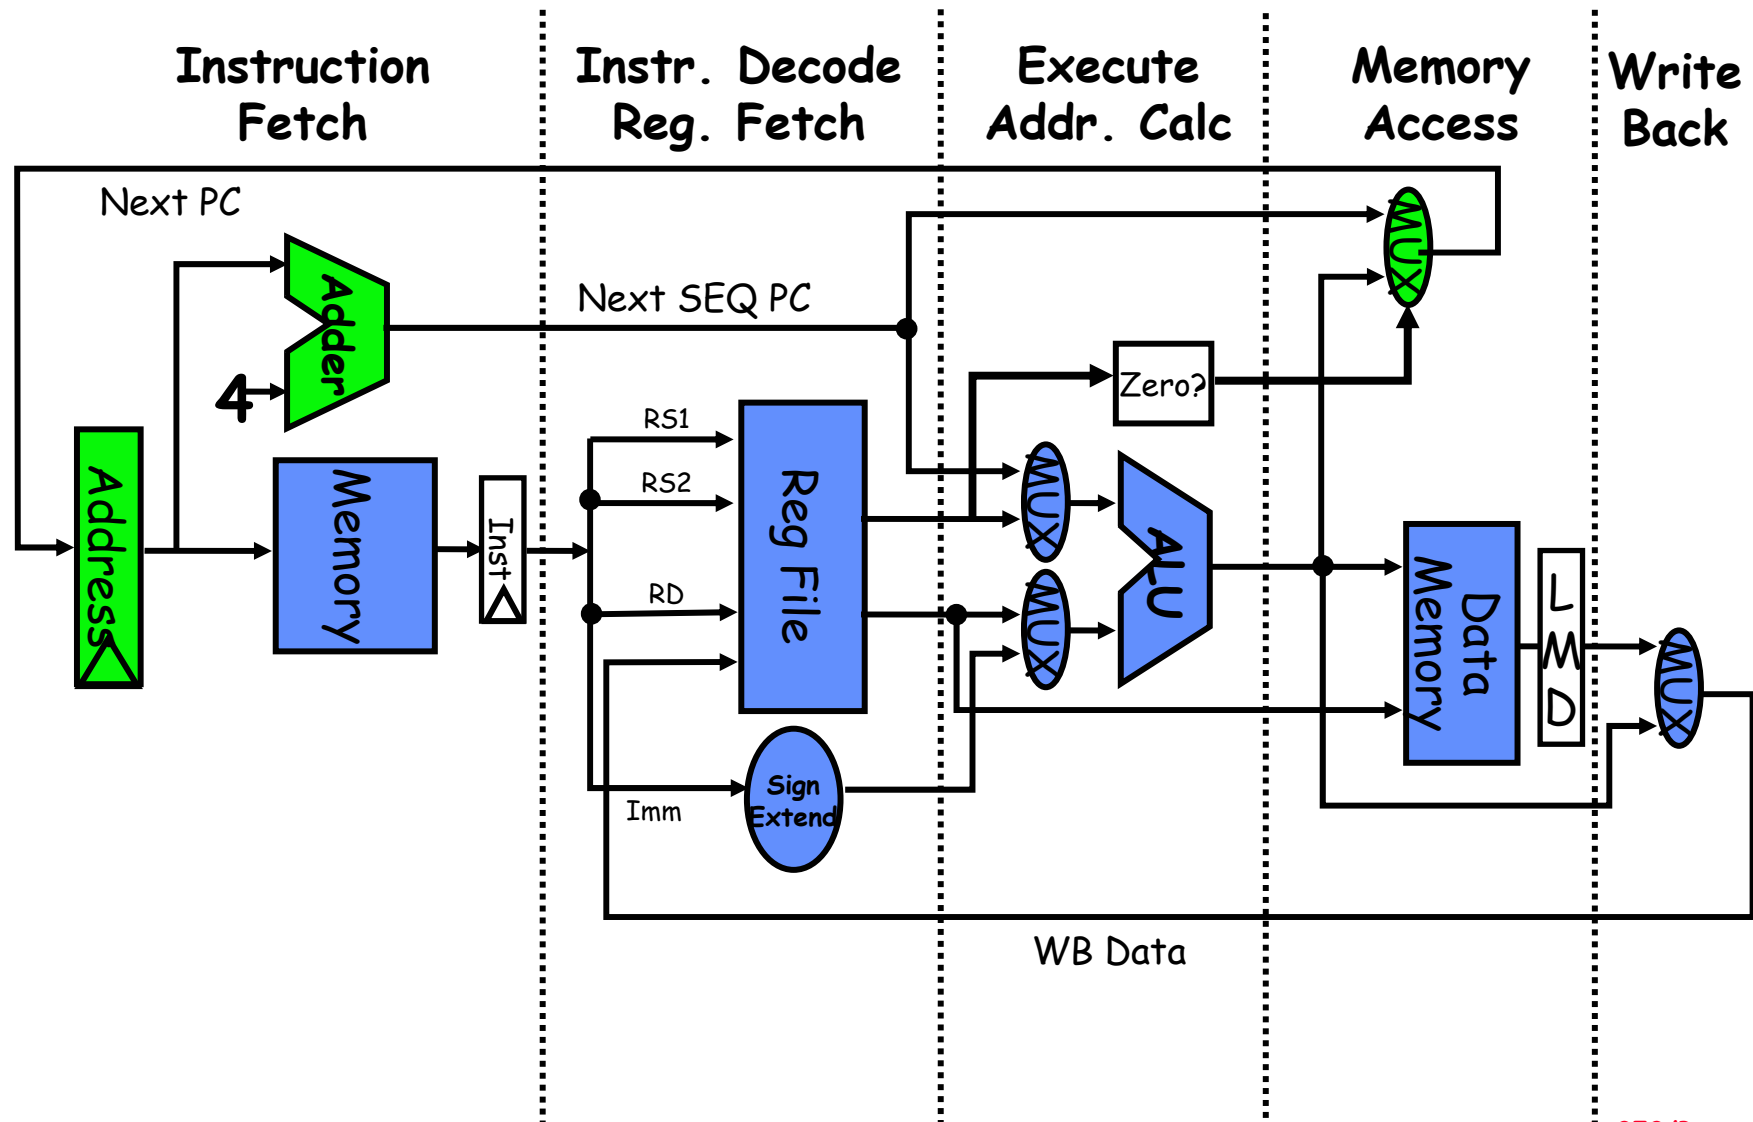 Instruction
Fetch
Instr. Decode
Reg. Fetch
Execute
Addr. Calc
Memory
Access
Write
Back
Next PC
MUX
Adder
Next SEQ PC
4
Zero?
RS1
RS2
Address
Memory
Inst
Reg File
MUX
ALU
RD
MUX
Data
Memory
L
M
D
MUX
Sign
Extend
Imm
WB Data